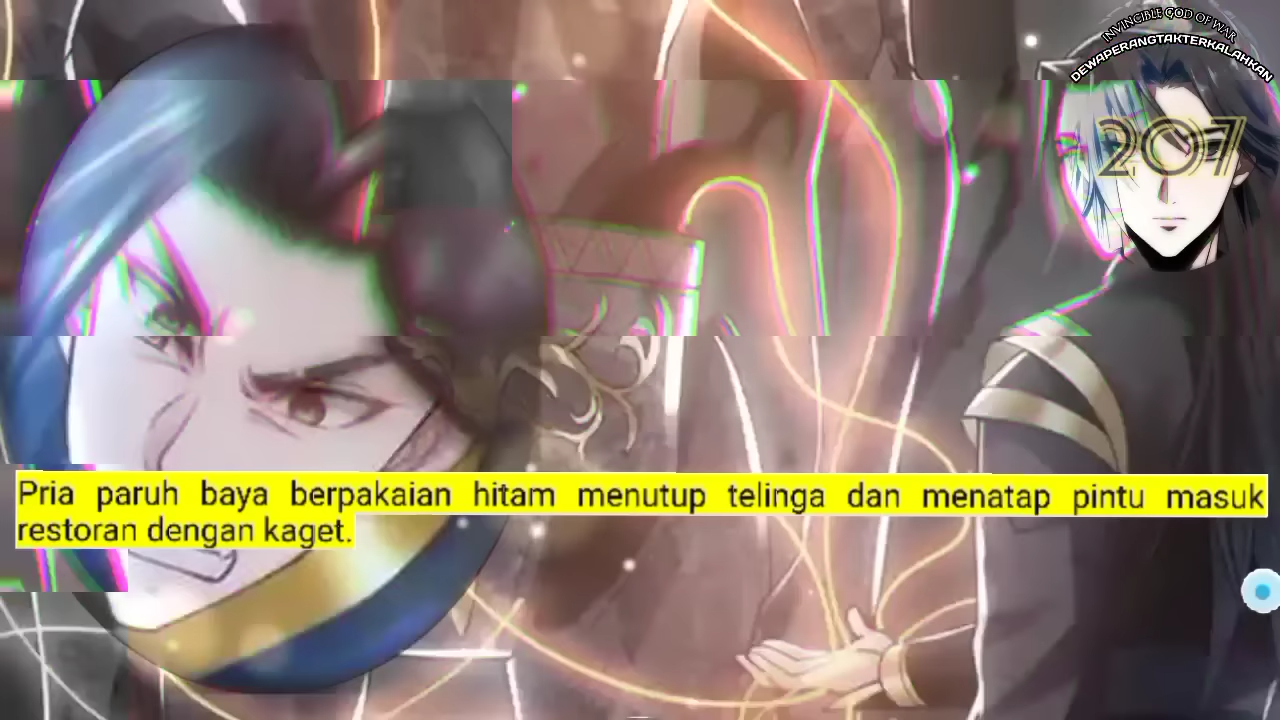 INVINCIBLE GOD OF WAR
DEWAPERANGTAKTERKALAHKAN
207
Pria paruh baya berpakaian hitam menutup telinga dan menatap pintu masuk
restoran dengan kaget.